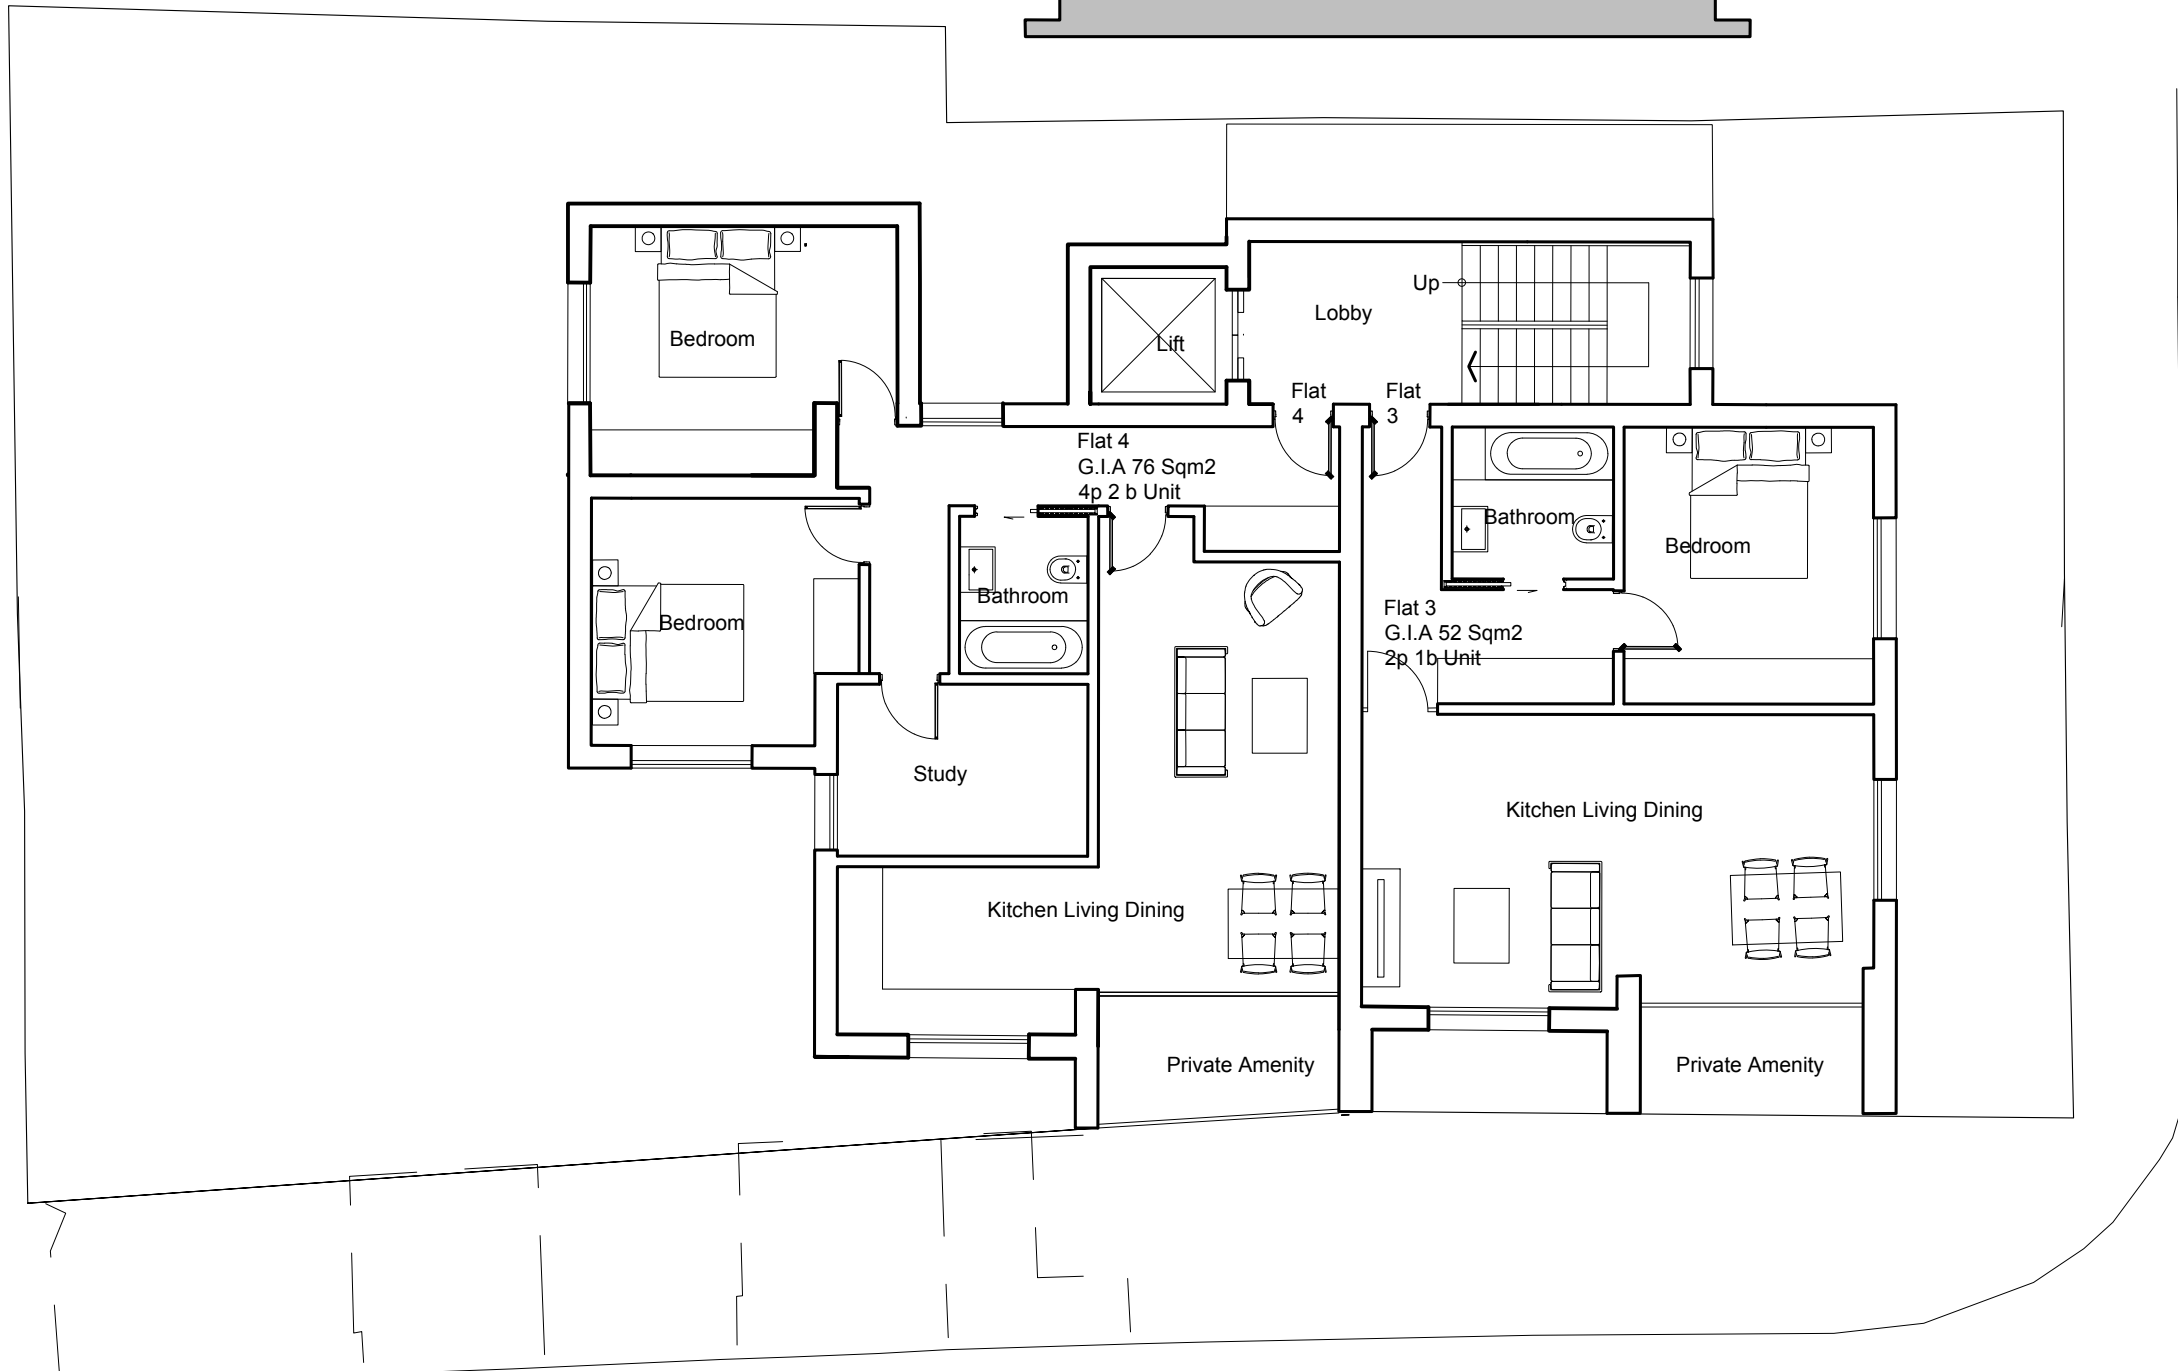 Bedroom
Up
Lobby
Lift
Flat
4
Flat
3
Flat 4
G.I.A 76 Sqm2
4p 2 b Unit
Bathroom
Bedroom
Bathroom
Bedroom
Flat 3
G.I.A 52 Sqm2
2p 1b Unit
Study
Kitchen Living Dining
Kitchen Living Dining
Private Amenity
Private Amenity